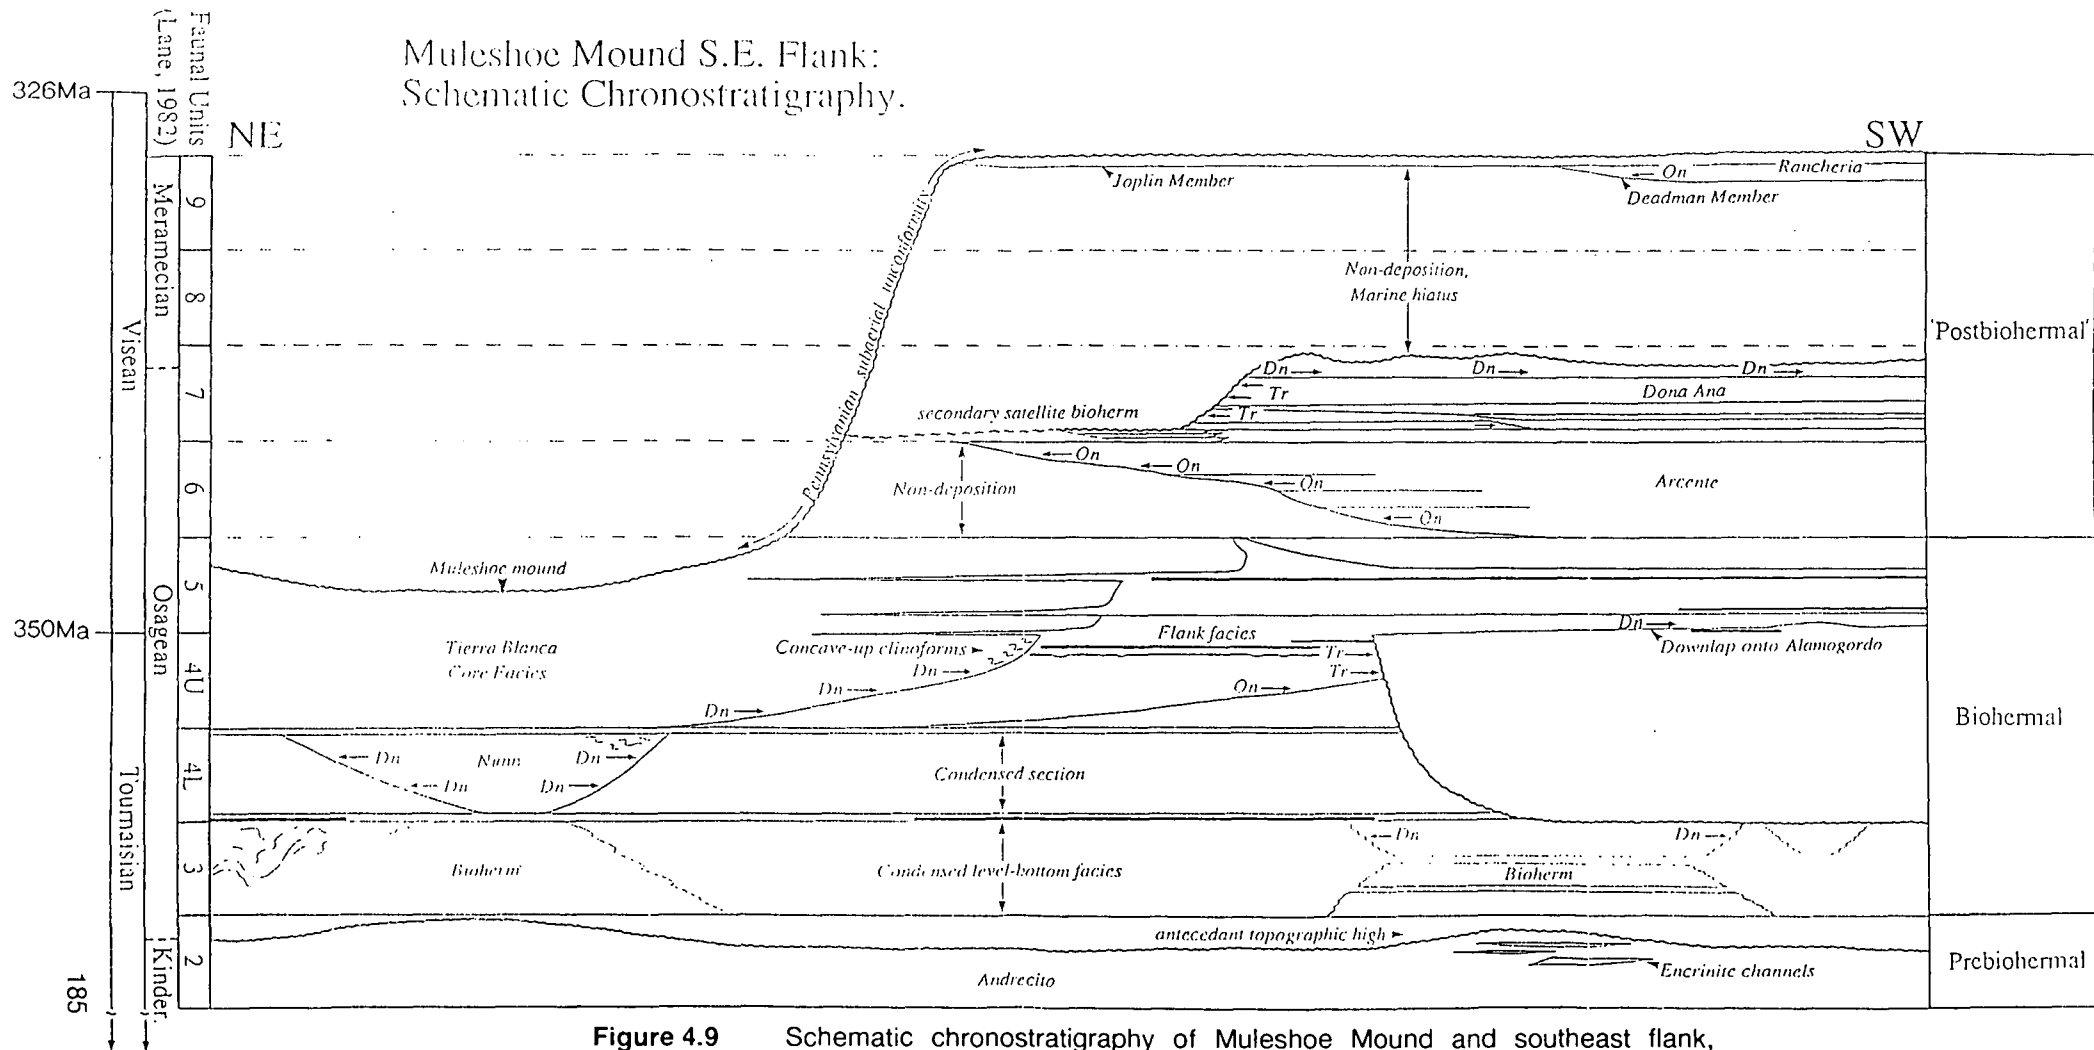 Muleshoe Mound S.E. Flank:
Schematic Chronostratigraphy.
Faunal Units
(Lane, 1982)
326Ma
350Ma
NE
SW
Visean
Tournaisian
Meramecian
Osagean
Kinder.
9
8
7
6
5
4U
4L
3
2
Joplin Member
On
Rancheria
Deadman Member
Pennsylvanian subaerial unconformity
Non-deposition,
Marine hiatus
'Postbiohermal'
Dn
Dn
Dn
Tr
Dona Ana
Tr
secondary satellite bioherm
On
On
On
On
Non-deposition
Arcente
Muleshoe mound
Tierra Blanca
Core Facies
Concave-up clinoforms
Flank facies
Dn
Dn
Dn
Tr
Tr
On
Dn
Downlap onto Alamogordo
Biohermal
Dn
Nunn
Dn
Dn
Dn
Condensed section
Bioherm
Condensed level-bottom facies
Dn
Dn
Bioherm
antecedant topographic high
Encrinite channels
Andrecito
Prebiohermal
185
Figure 4.9 Schematic chronostratigraphy of Muleshoe Mound and southeast flank,